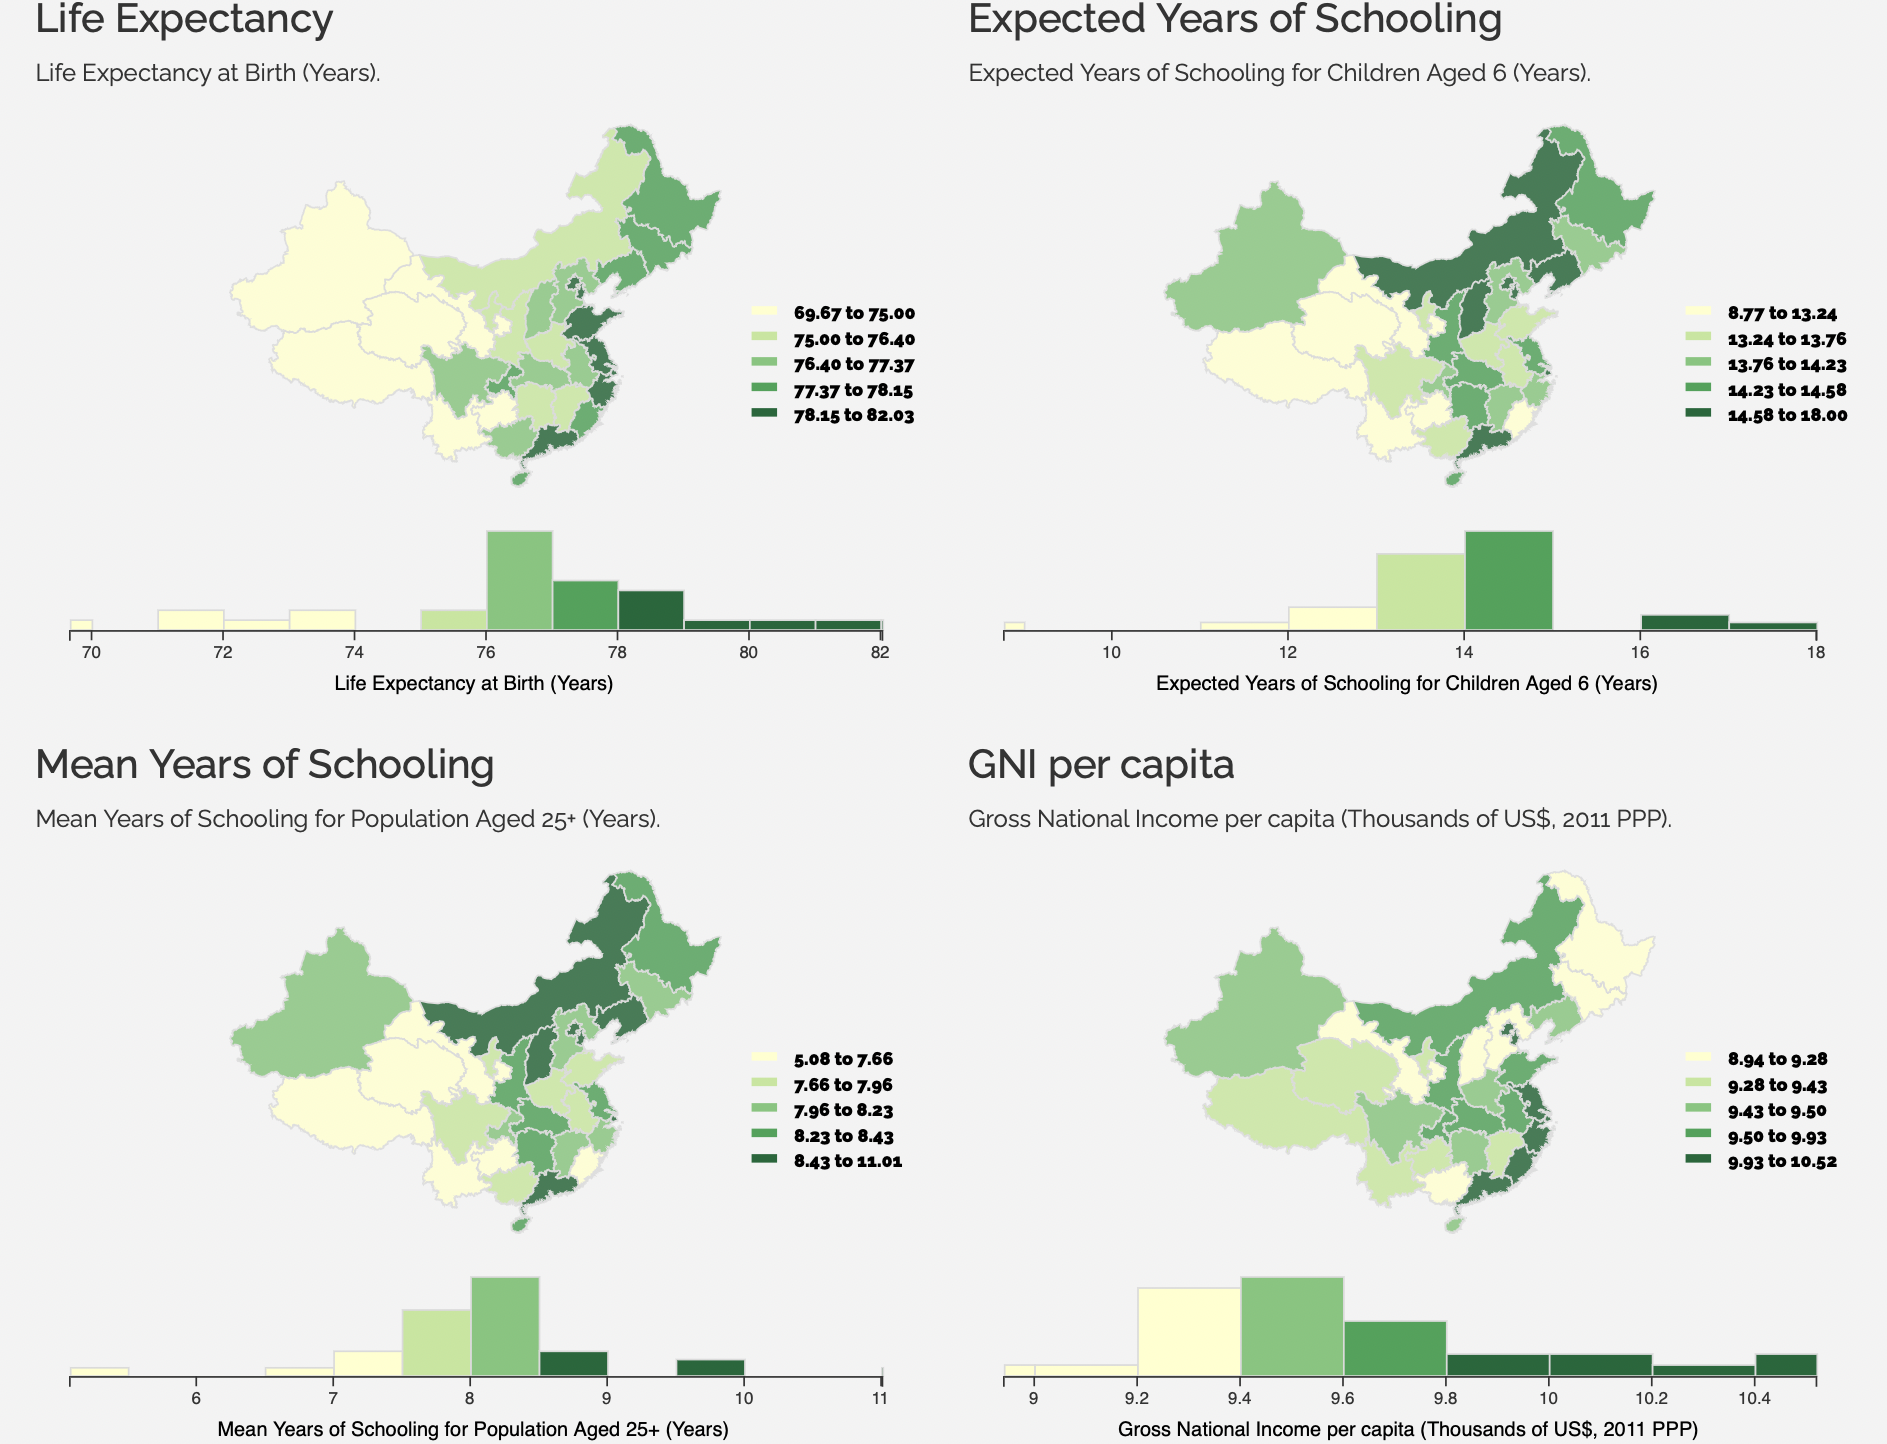 Life Expectancy
Life Expectancy at Birth (Years).
69.67 to 75.00
75.00 to 76.40
76.40 to 77.37
77.37 to 78.15
78.15 to 82.03
70 72 74 76 78 80 82
Life Expectancy at Birth (Years)
Expected Years of Schooling
Expected Years of Schooling for Children Aged 6 (Years).
8.77 to 13.24
13.24 to 13.76
13.76 to 14.23
14.23 to 14.58
14.58 to 18.00
10 12 14 16 18
Expected Years of Schooling for Children Aged 6 (Years)
Mean Years of Schooling
Mean Years of Schooling for Population Aged 25+ (Years).
5.08 to 7.66
7.66 to 7.96
7.96 to 8.23
8.23 to 8.43
8.43 to 11.01
6 7 8 9 10 11
Mean Years of Schooling for Population Aged 25+ (Years)
GNI per capita
Gross National Income per capita (Thousands of US$, 2011 PPP).
8.94 to 9.28
9.28 to 9.43
9.43 to 9.50
9.50 to 9.93
9.93 to 10.52
9 9.2 9.4 9.6 9.8 10 10.2 10.4
Gross National Income per capita (Thousands of US$, 2011 PPP)